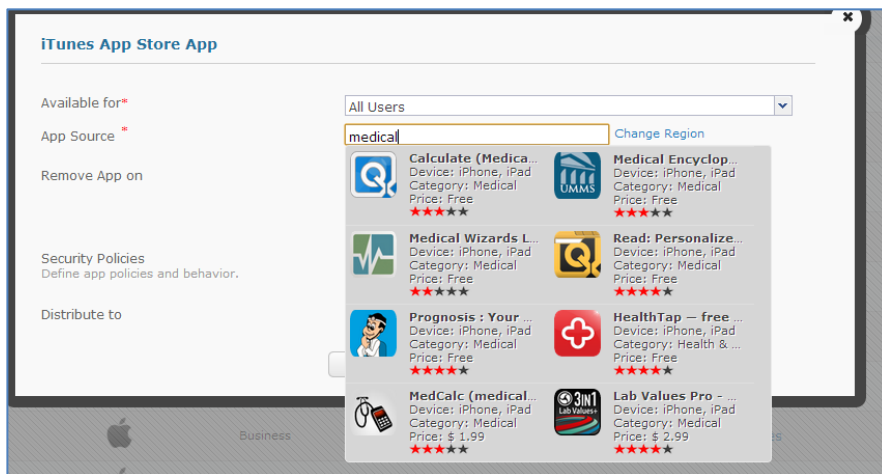 iTunes App Store App
Available for*
All Users
App Source *
medical
Change Region
Remove App on
Security Policies
Define app policies and behavior.
Distribute to
Calculate (Medica...
Device: iPhone, iPad
Category: Medical
Price: Free
UMMS
Medical Encyclop...
Device: iPhone, iPad
Category: Medical
Price: Free
Medical Wizards L...
Device: iPhone, iPad
Category: Medical
Price: Free
Read: Personalize...
Device: iPhone, iPad
Category: Medical
Price: Free
Prognosis : Your ...
Device: iPhone, iPad
Category: Medical
Price: Free
HealthTap — free ...
Device: iPhone, iPad
Category: Health & ...
Price: Free
MedCalc (medical...
Device: iPhone, iPad
Category: Medical
Price: $ 1.99
3IN1
Lab Values+
Lab Values Pro - ...
Device: iPhone, iPad
Category: Medical
Price: $ 2.99
Business